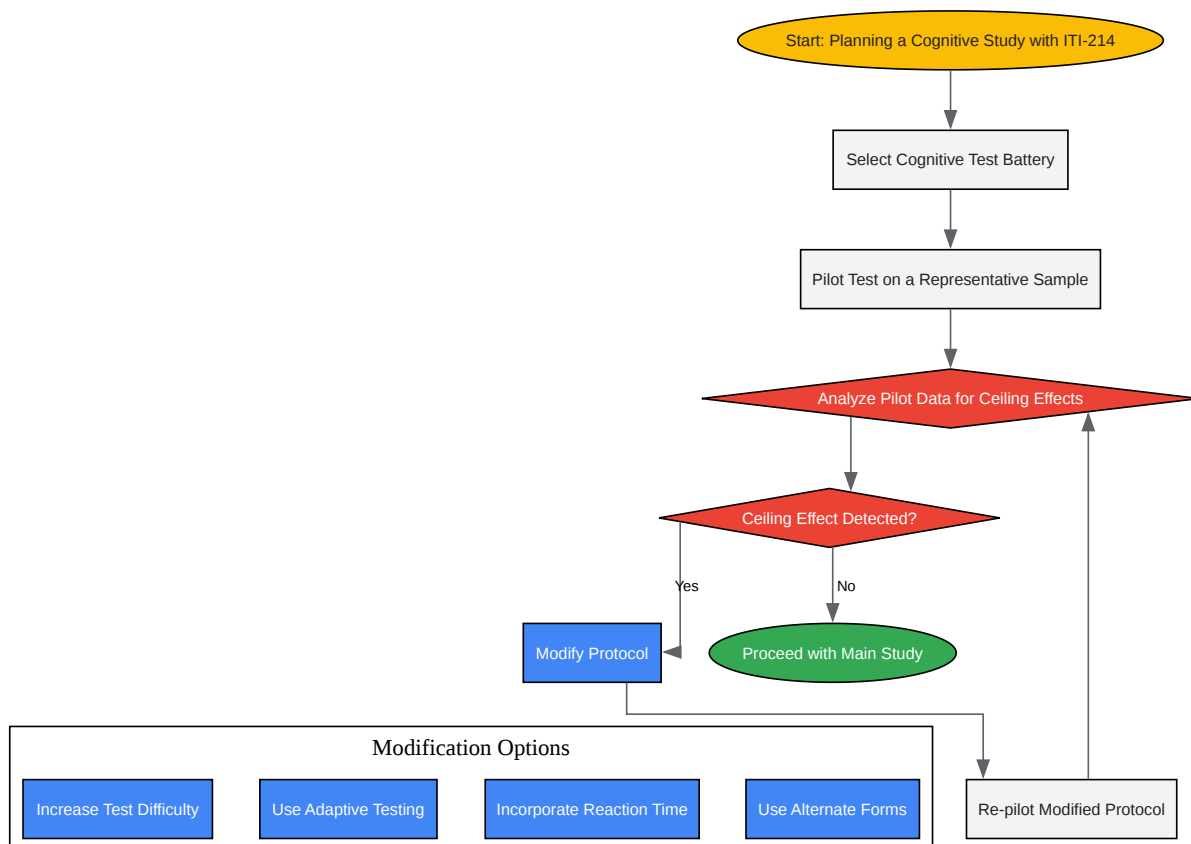 Start: Planning a Cognitive Study with ITI-214
Select Cognitive Test Battery
Pilot Test on a Representative Sample
Analyze Pilot Data for Ceiling Effects
Ceiling Effect Detected?
Yes
No
Modify Protocol
Proceed with Main Study
Modification Options
Increase Test Difficulty
Use Adaptive Testing
Incorporate Reaction Time
Use Alternate Forms
Re-pilot Modified Protocol